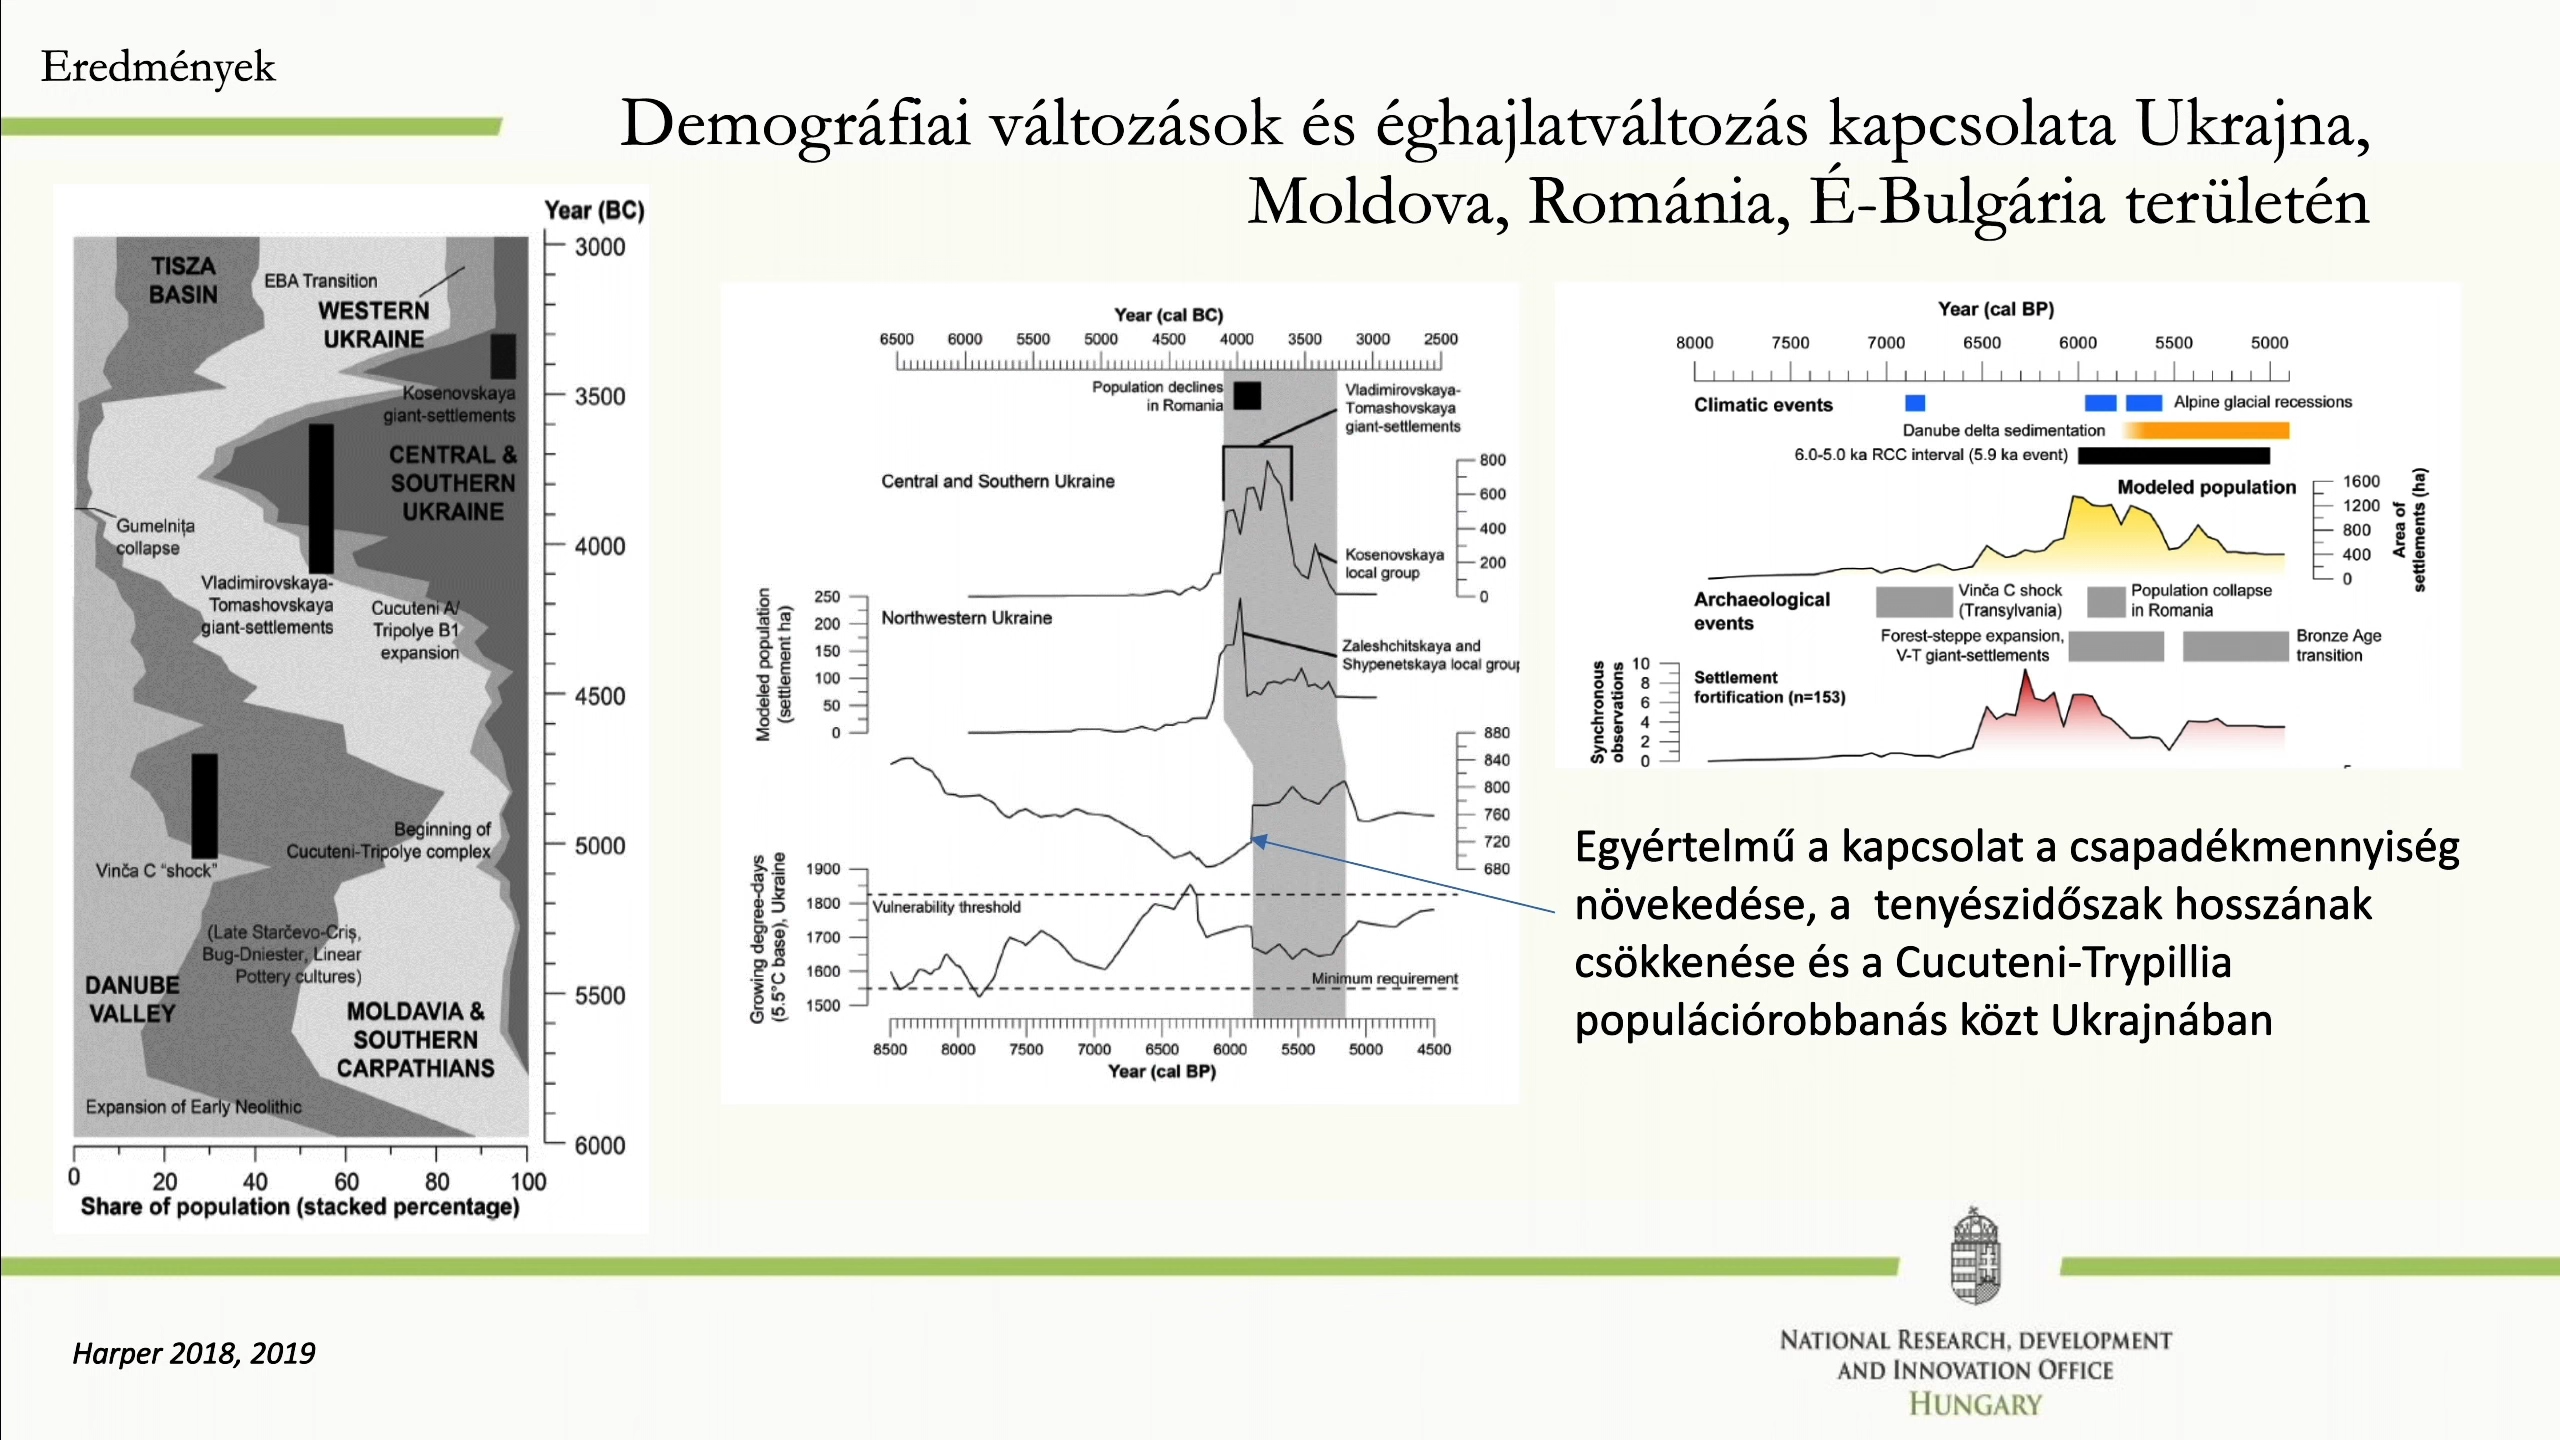 Eredmények
Demográfiai változások és éghajlatváltozás kapcsolata Ukrajna,
Moldova, Románia, É-Bulgária területén
Year (BC)
3000
3500
4000
4500
5000
5500
6000
TISZA
BASIN
EBA Transition
WESTERN
UKRAINE
Kosenovskaya
giant-settlements
CENTRAL &
SOUTHERN
UKRAINE
Gumelnița
collapse
Vladimirovskaya-
Tomashovskaya
giant-settlements
Cucuteni A/
Tripolye B1
expansion
Beginning of
Cucuteni-Tripolye complex
Vinča C “shock”
(Late Starčevo-Criș,
Bug-Dniester, Linear
Pottery cultures)
DANUBE
VALLEY
MOLDAVIA &
SOUTHERN
CARPATHIANS
Expansion of Early Neolithic
0 20 40 60 80 100
Share of population (stacked percentage)
Year (cal BC)
6500 6000 5500 5000 4500 4000 3500 3000 2500
Population declines
in Romania
Vladimirovskaya-
Tomashovskaya
giant-settlements
Central and Southern Ukraine
800
600
400
200
0
Kosenovskaya
local group
Modeled population
(settlement ha)
250
200
150
100
50
0
Northwestern Ukraine
Zaleshchitskaya and
Shypenetskaya local group
880
840
800
760
720
680
Growing degree-days
(5.5°C base), Ukraine
1900
1800
1700
1600
1500
Vulnerability threshold
Minimum requirement
8500 8000 7500 7000 6500 6000 5500 5000 4500
Year (cal BP)
Year (cal BP)
8000 7500 7000 6500 6000 5500 5000
Climatic events
Alpine glacial recessions
Danube delta sedimentation
6.0-5.0 ka RCC interval (5.9 ka event)
Modeled population
1600
1200
800
400
0
Area of
settlements (ha)
Archaeological
events
Vinča C shock
(Transylvania)
Population collapse
in Romania
Forest-steppe expansion,
V-T giant-settlements
Bronze Age
transition
Synchronous
observations
10
8
6
4
2
0
Settlement
fortification (n=153)
Egyértelmű a kapcsolat a csapadékmennyiség
növekedése, a tenyészidőszak hosszának
csökkenése és a Cucuteni-Trypillia
populációrobbanás közt Ukrajnában
Harper 2018, 2019
NATIONAL RESEARCH, DEVELOPMENT
AND INNOVATION OFFICE
HUNGARY